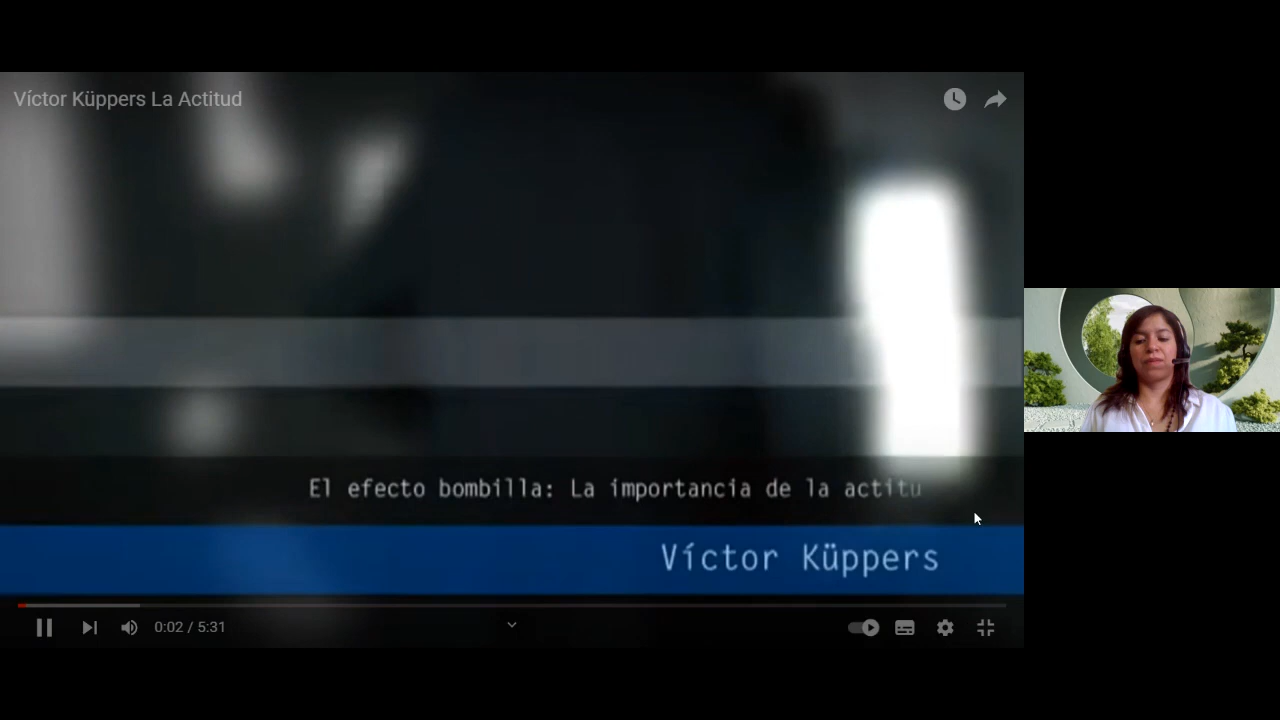 Víctor Küppers La Actitud
El efecto bombilla: La importancia de la actitu
Víctor Küppers
0:02 / 5:31